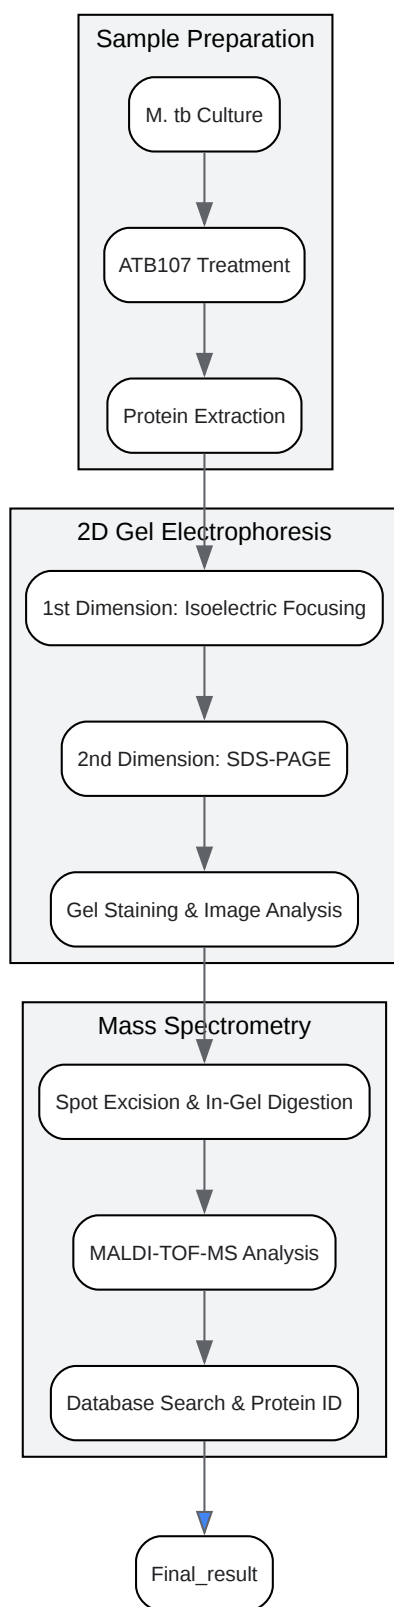 Sample Preparation
M. tb Culture
ATB107 Treatment
Protein Extraction
2D Gel Electrophoresis
1st Dimension: Isoelectric Focusing
2nd Dimension: SDS-PAGE
Gel Staining & Image Analysis
Mass Spectrometry
Spot Excision & In-Gel Digestion
MALDI-TOF-MS Analysis
Database Search & Protein ID
Final_result